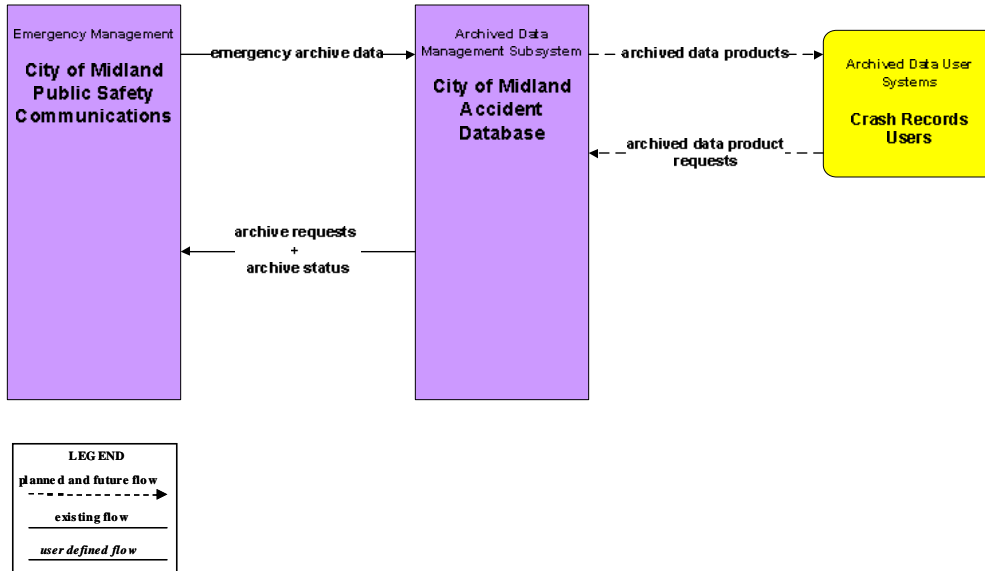 Emergency Management
City of Midland
Public Safety
Communications
emergency archive data
Archived Data
Management Subsystem
City of Midland
Accident
Database
archived data products
Archived Data User
Systems
Crash Records
Users
archived data product
requests
archive requests
+
archive status
LEGEND
planned and future flow
existing flow
user defined flow